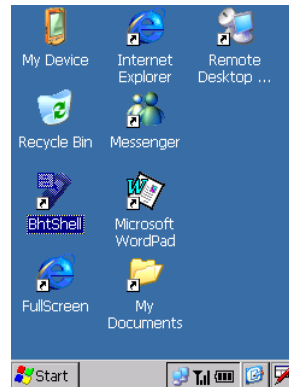 My Device
Internet
Explorer
Remote
Desktop ...
Recycle Bin
Messenger
BhtShell
Microsoft
WordPad
FullScreen
My
Documents
Start